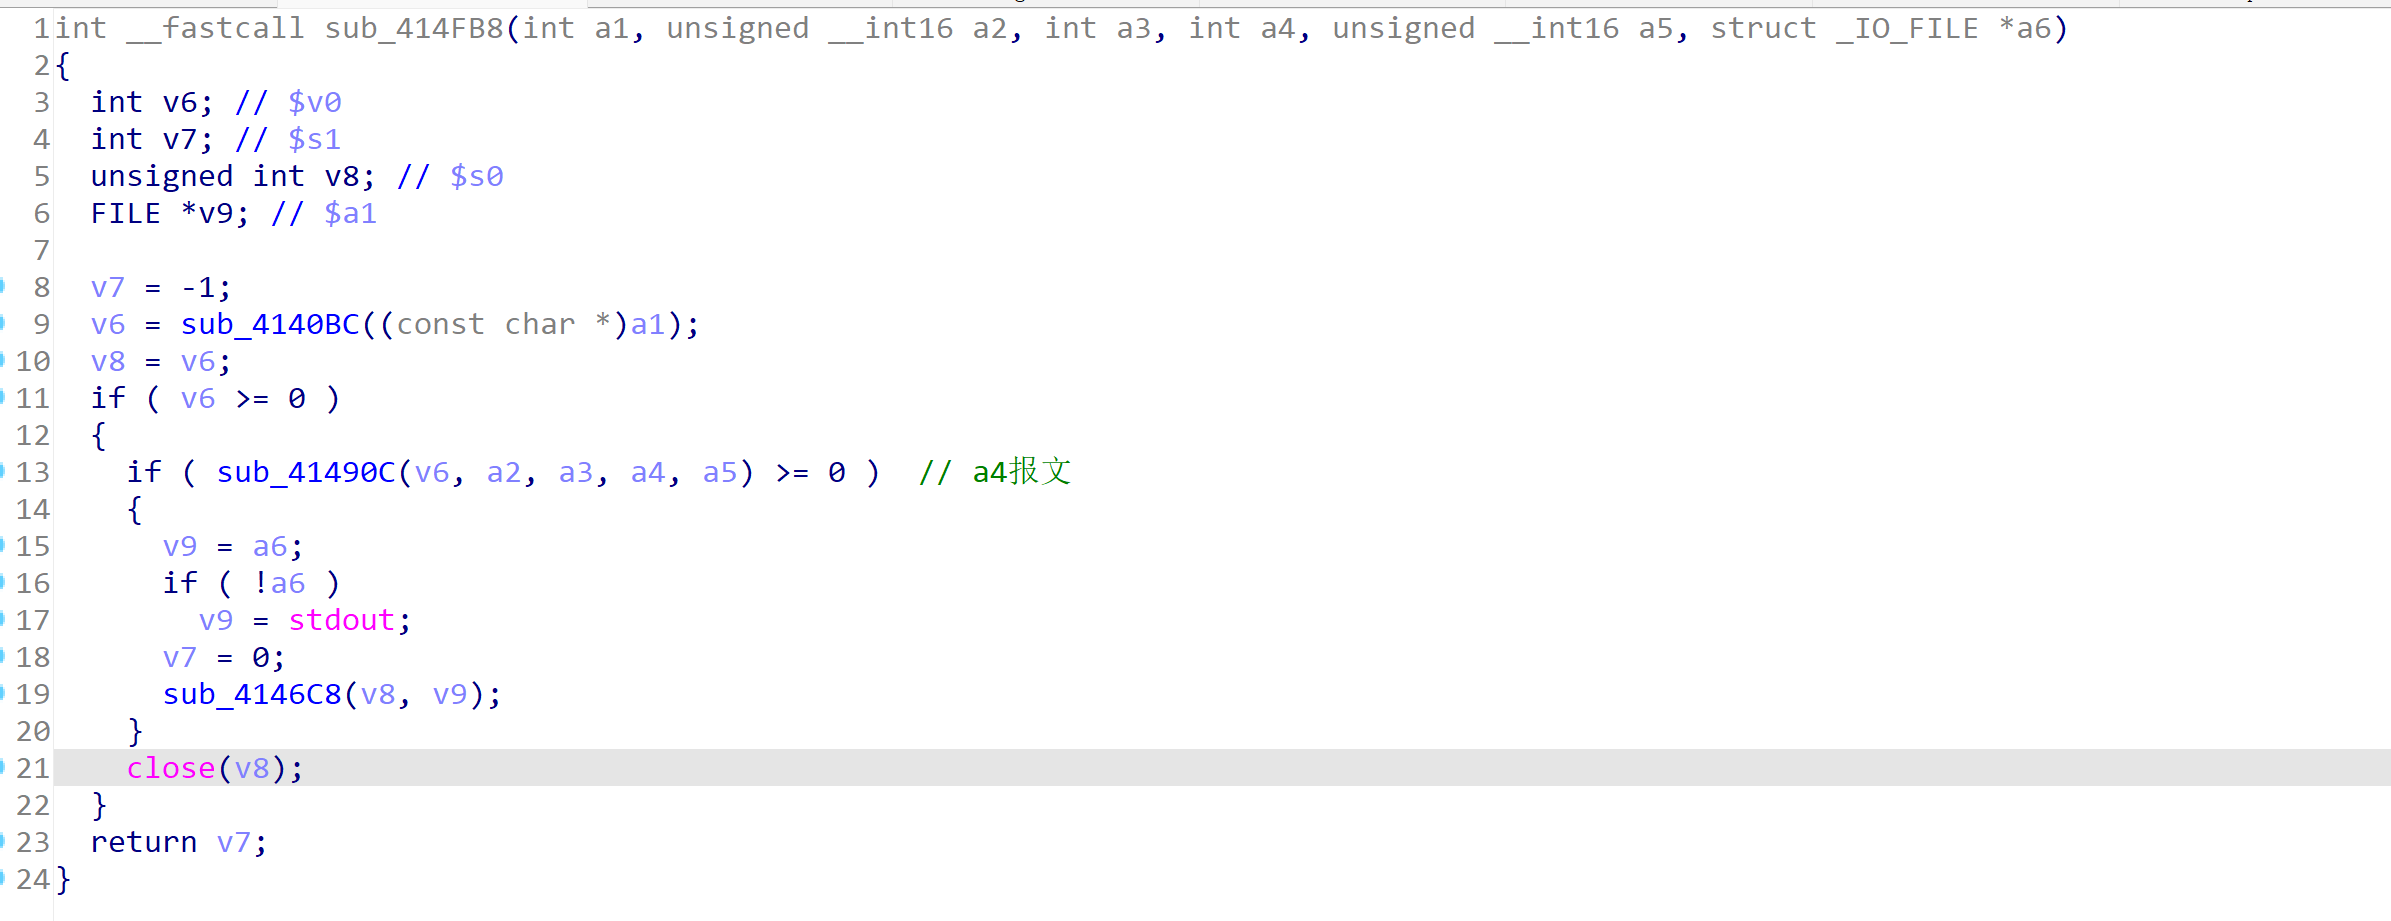 1 int __fastcall sub_414FB8(int a1, unsigned __int16 a2, int a3, int a4, unsigned __int16 a5, struct _IO_FILE *a6)
2 {
3   int v6; // $v0
4   int v7; // $s1
5   unsigned int v8; // $s0
6   FILE *v9; // $a1
7
8   v7 = -1;
9   v6 = sub_4140BC((const char *)a1);
10   v8 = v6;
11   if ( v6 >= 0 )
12   {
13     if ( sub_41490C(v6, a2, a3, a4, a5) >= 0 )  // a4报文
14     {
15       v9 = a6;
16       if ( !a6 )
17         v9 = stdout;
18       v7 = 0;
19       sub_4146C8(v8, v9);
20     }
21     close(v8);
22   }
23   return v7;
24 }